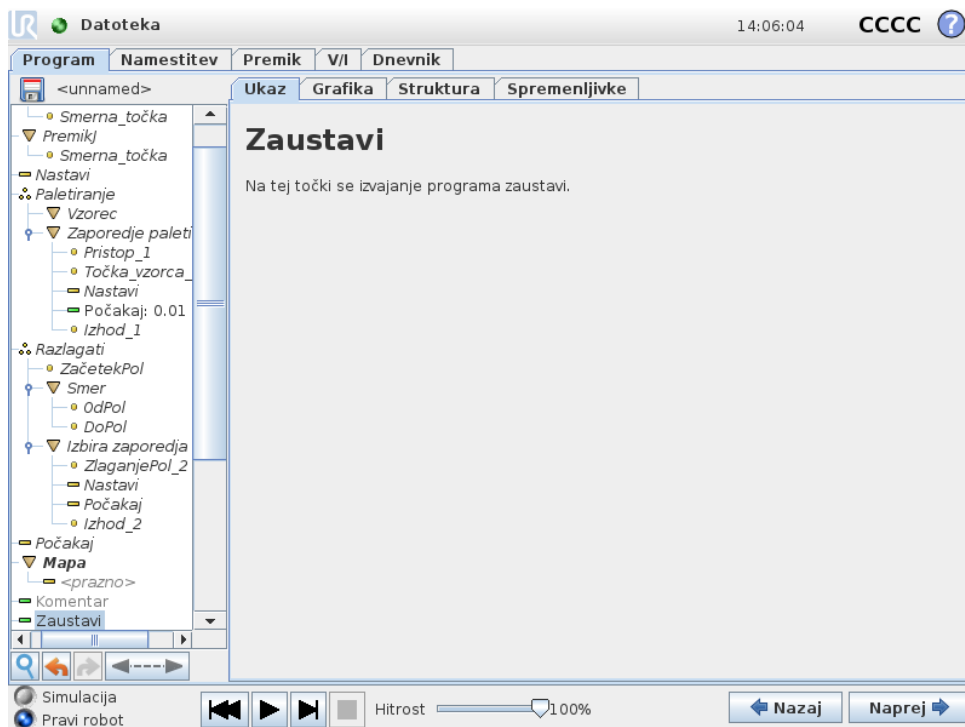 UR Datoteka 14:06:04 CCCC ?
Program Namestitev Premik V/I Dnevnik
<unnamed>
Ukaz Grafika Struktura Spremenljivke
Smerna_točka
PremikJ
Smerna_točka
Nastavi
Paletiranje
Vzorec
Zaporedje paleti
Pristop_1
Točka_vzorca_
Nastavi
Počakaj: 0.01
Izhod_1
Razlagati
ZačetekPol
Smer
OdPol
DoPol
Izbira zaporedja
ZlaganjePol_2
Nastavi
Počakaj
Izhod_2
Počakaj
Mapa
<prazno>
Komentar
Zaustavi
Zaustavi
Na tej točki se izvajanje programa zaustavi.
Simulacija
Pravi robot
Hitrost 100%
Nazaj
Naprej